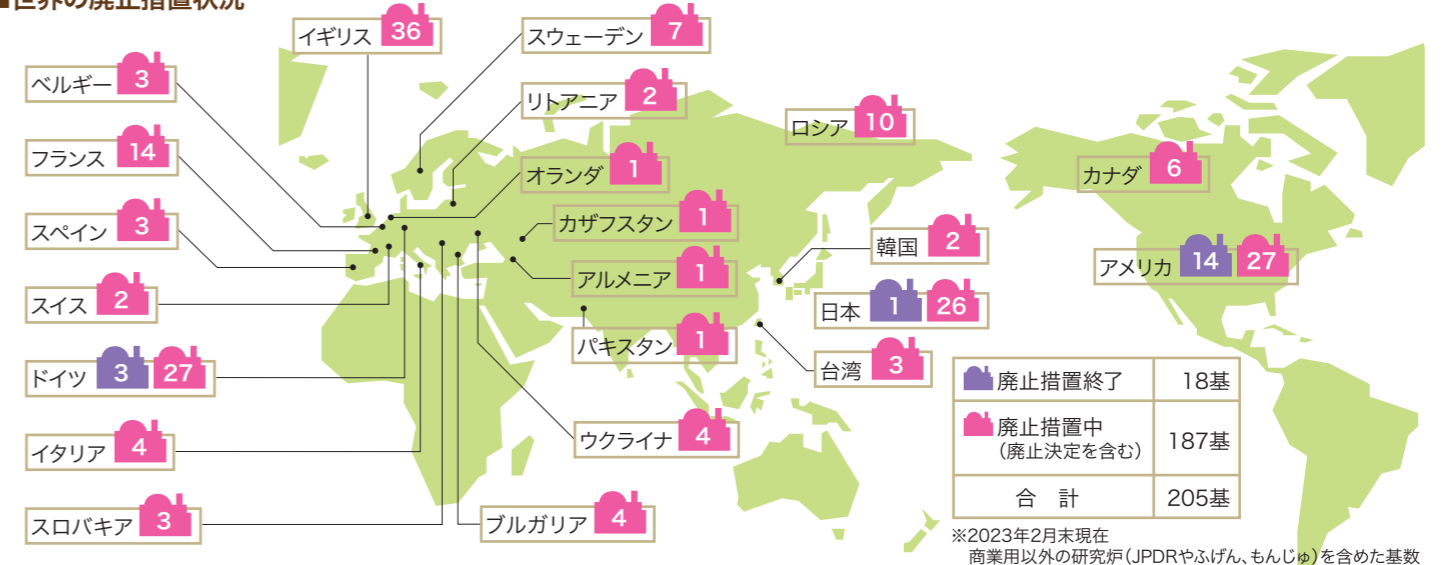 ■世界の廃止措置状況
イギリス 36
スウェーデン 7
ベルギー 3
リトアニア 2
ロシア 10
フランス 14
オランダ 1
カナダ 6
スペイン 3
カザフスタン 1
韓国 2
アメリカ 14 27
アルメニア 1
スイス 2
日本 1 26
パキスタン 1
台湾 3
ドイツ 3 27
イタリア 4
ウクライナ 4
スロバキア 3
ブルガリア 4
廃止措置終了 18基
廃止措置中 187基
(廃止決定を含む)
合 計 205基
※2023年2月末現在
商業用以外の研究炉(JPDRやふげん、もんじゅ)を含めた基数